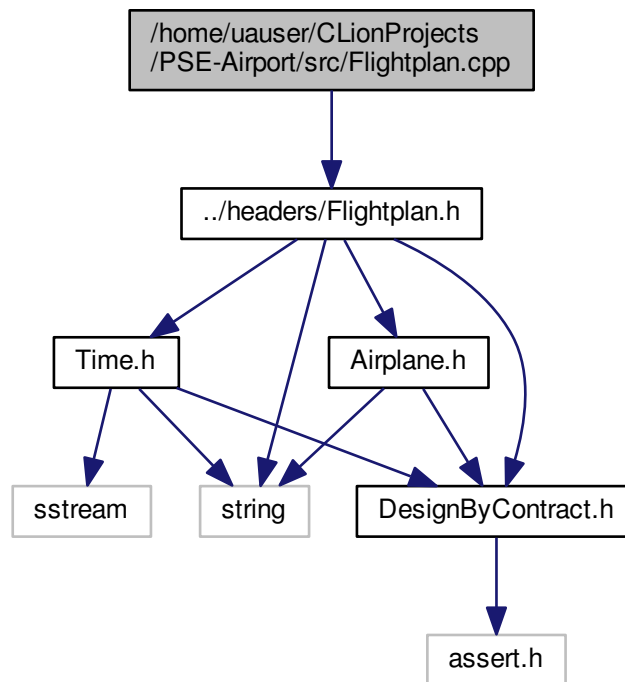 /home/uauser/CLionProjects
/PSE-Airport/src/Flightplan.cpp
../headers/Flightplan.h
Time.h
Airplane.h
sstream
string
DesignByContract.h
assert.h